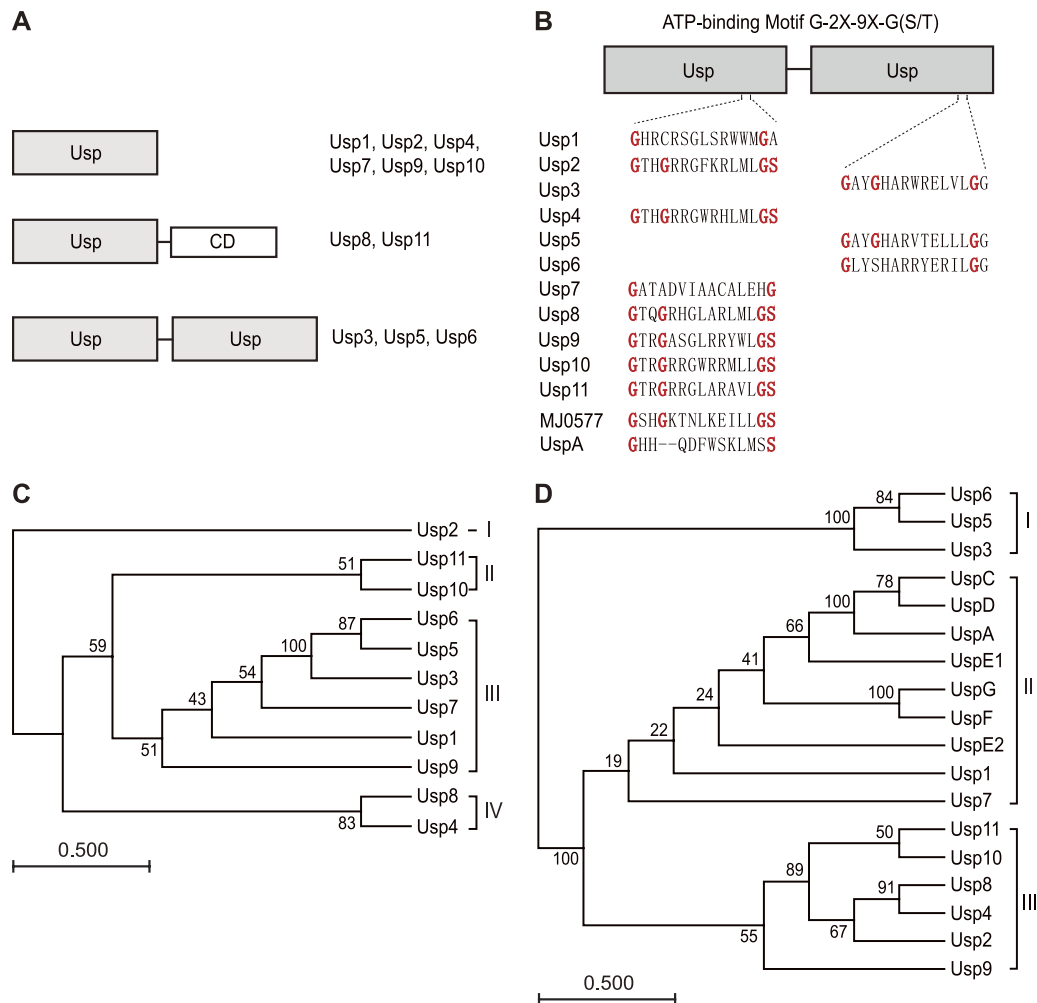 A
Usp
Usp1, Usp2, Usp4,
Usp7, Usp9, Usp10
Usp
CD
Usp8, Usp11
Usp
Usp
Usp3, Usp5, Usp6
B
ATP-binding Motif G-2X-9X-G(S/T)
Usp
Usp
Usp1 GHRCRSGLSRWWMGA
Usp2 GTHGRRGFKRLMLGS
Usp3 GAYGHARWRELVLGG
Usp4 GTHGRRGWRHLMLGS
Usp5 GAYGHARVTELLLGG
Usp6 GLYSHARRYERILGG
Usp7 GATADVIAACALEHG
Usp8 GTQGRHGLARLMLGS
Usp9 GTRGASGLRRYWLGS
Usp10 GTRGRRGWRRMLLGS
Usp11 GTRGRRGLARAVLGS
MJ0577 GSHGKTNLKEILLGS
UspA GHH--QDFWSKLMSS
C
Usp2
I
Usp11
51
II
Usp10
59
Usp6
87
Usp5
100
Usp3
54
III
Usp7
43
Usp1
51
Usp9
Usp8
IV
83
Usp4
0.500
D
Usp6
84
Usp5
100
I
Usp3
UspC
78
UspD
100
UspA
66
UspE1
41
UspG
100
II
UspF
24
UspE2
22
Usp1
19
Usp7
Usp11
50
Usp10
100
89
Usp8
91
III
Usp4
67
Usp2
55
Usp9
0.500